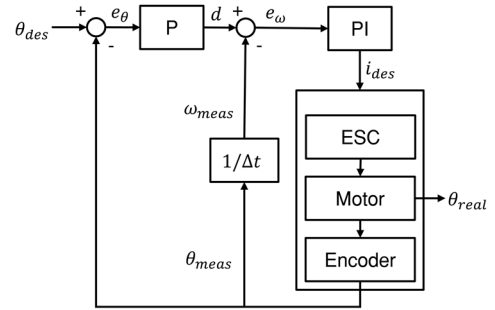 θ_des
+
-
e_θ
P
d
+
-
e_ω
PI
i_des
ω_meas
1/Δt
ESC
Motor
θ_real
θ_meas
Encoder